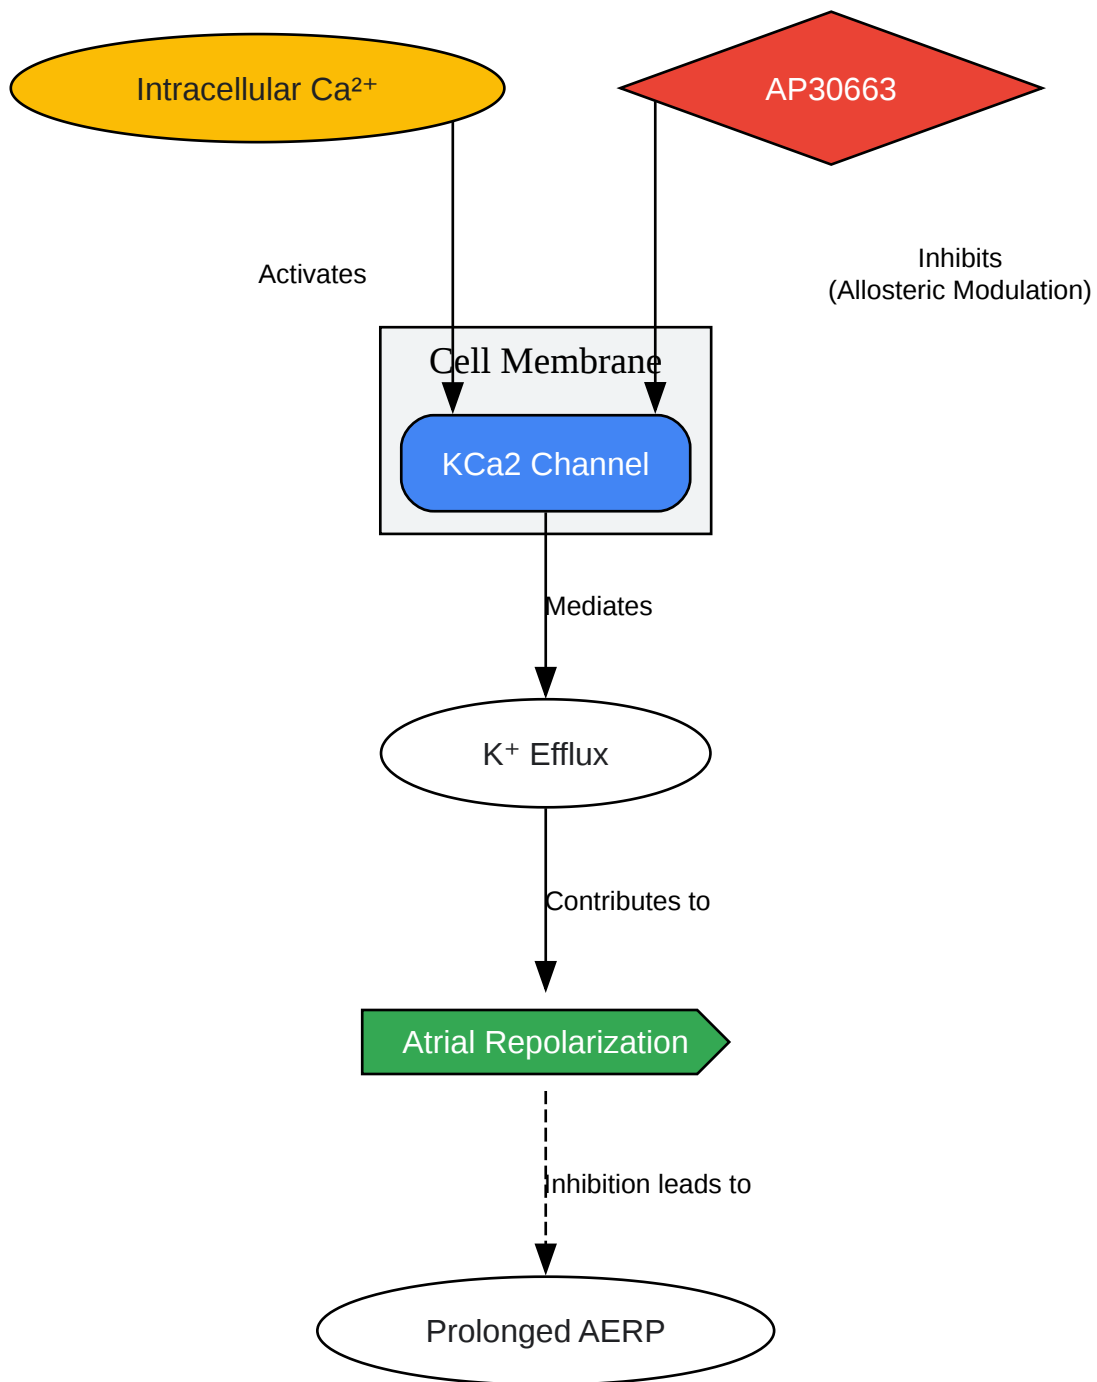 Intracellular Ca²⁺
AP30663
Activates
Inhibits
(Allosteric Modulation)
Cell Membrane
KCa2 Channel
Mediates
K⁺ Efflux
Contributes to
Atrial Repolarization
Inhibition leads to
Prolonged AERP